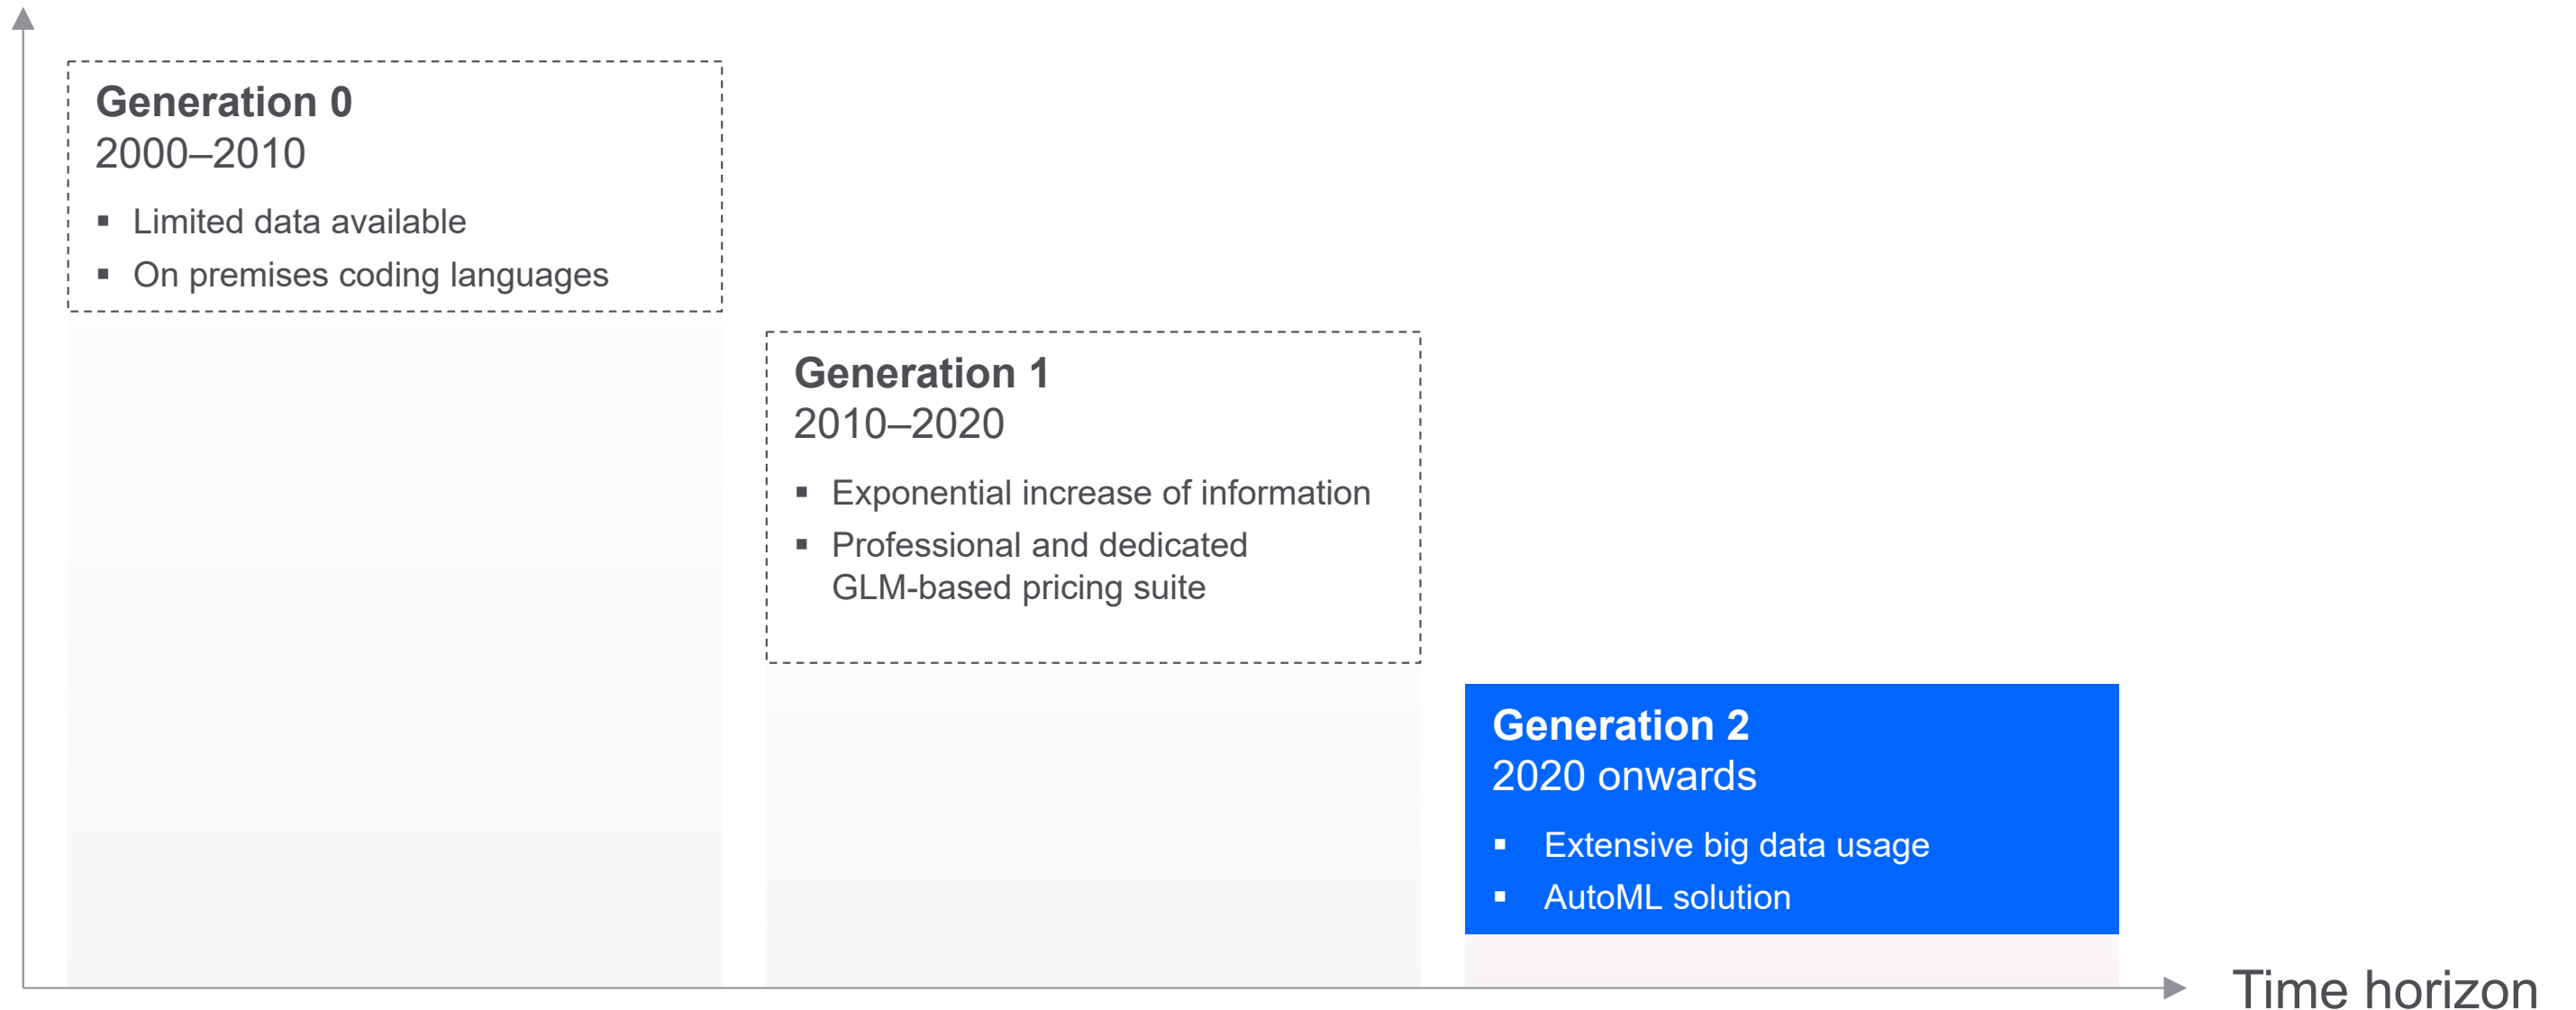 Generation 0
2000–2010
▪ Limited data available
▪ On premises coding languages
Generation 1
2010–2020
▪ Exponential increase of information
▪ Professional and dedicated
GLM-based pricing suite
Generation 2
2020 onwards
▪ Extensive big data usage
▪ AutoML solution
Time horizon